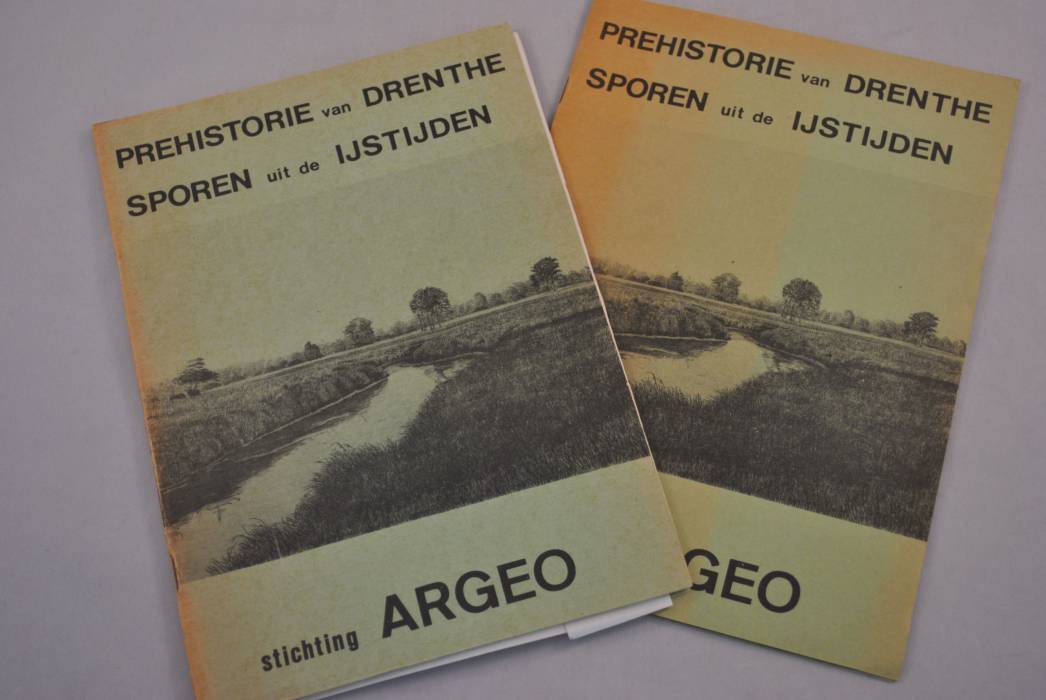 PREHISTORIE van DRENTHE
SPOREN uit de IJSTIJDEN
stichting ARGEO
PREHISTORIE van DRENTHE
SPOREN uit de IJSTIJDEN
GEO